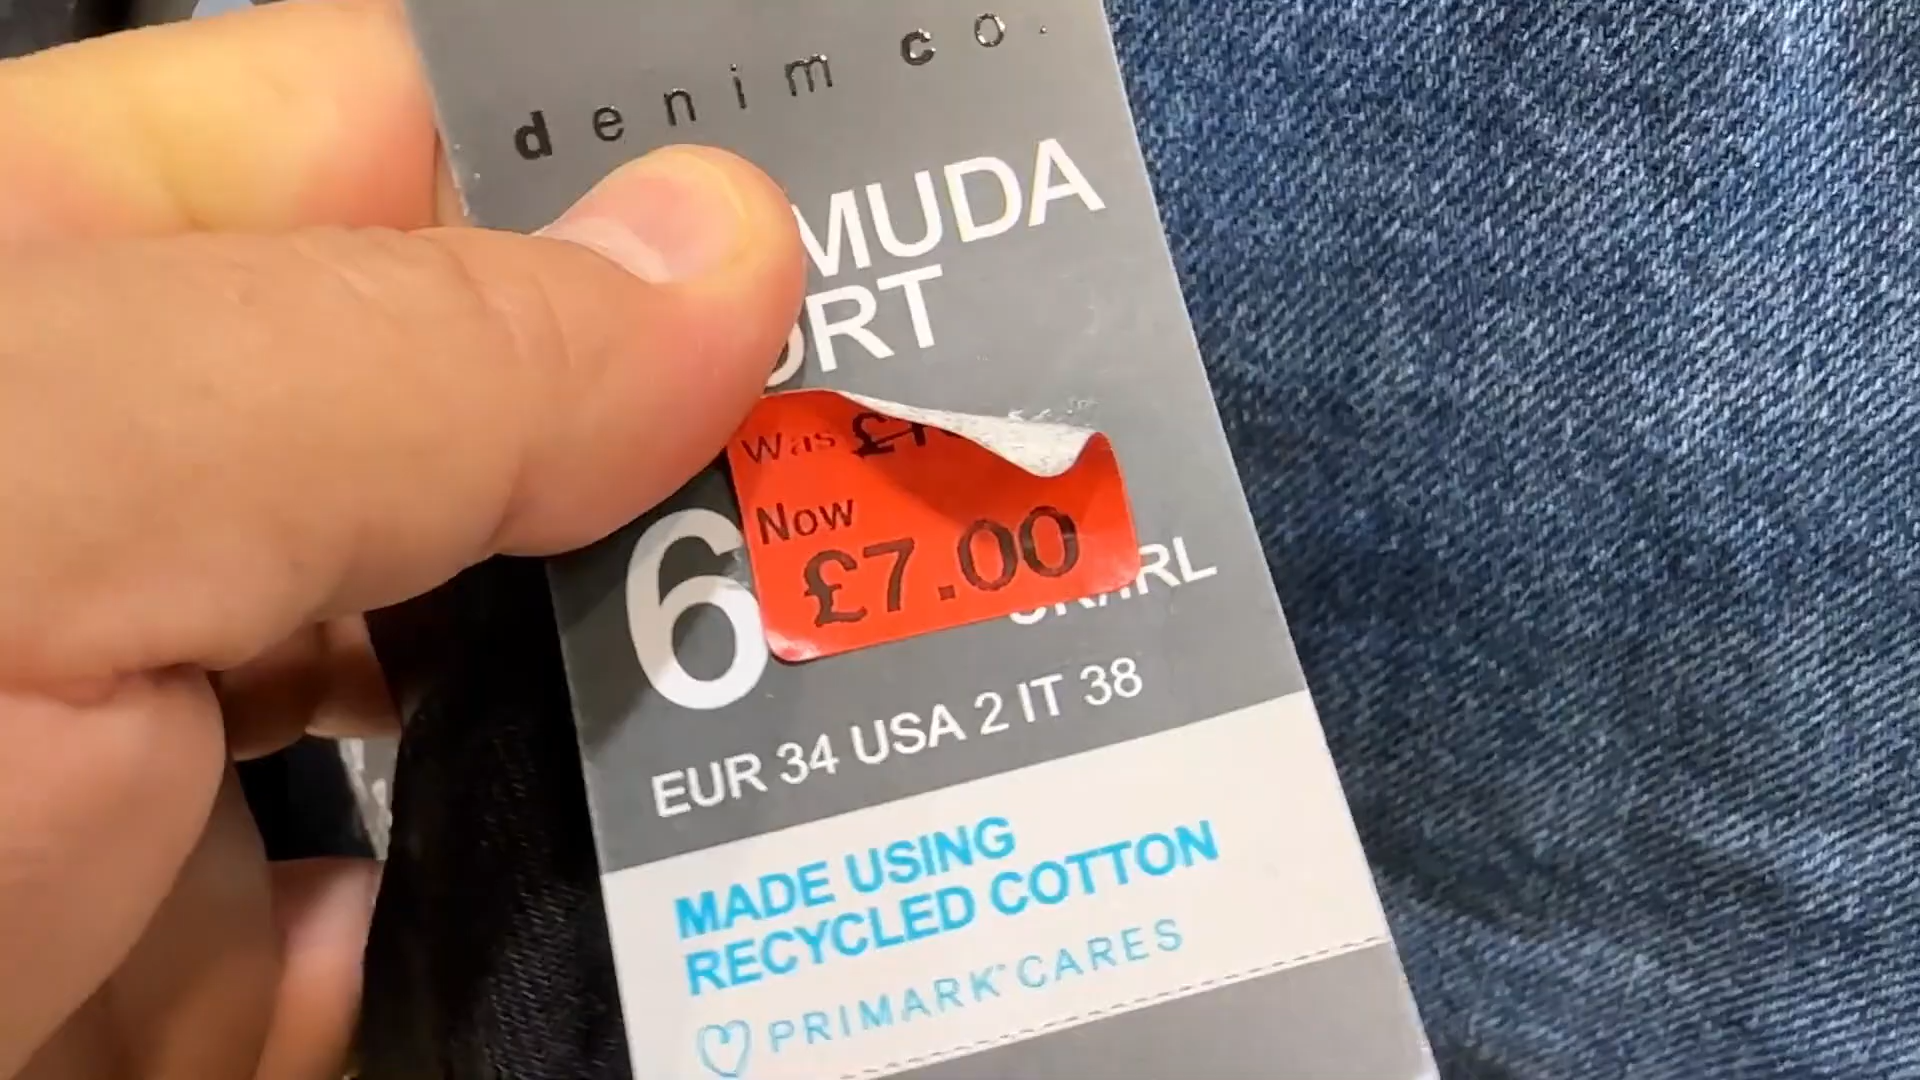 denim co.
MUDA
ORT
Was
Now
£7.00
6
EUR 34 USA 2 IT 38
MADE USING
RECYCLED COTTON
PRIMARK CARES